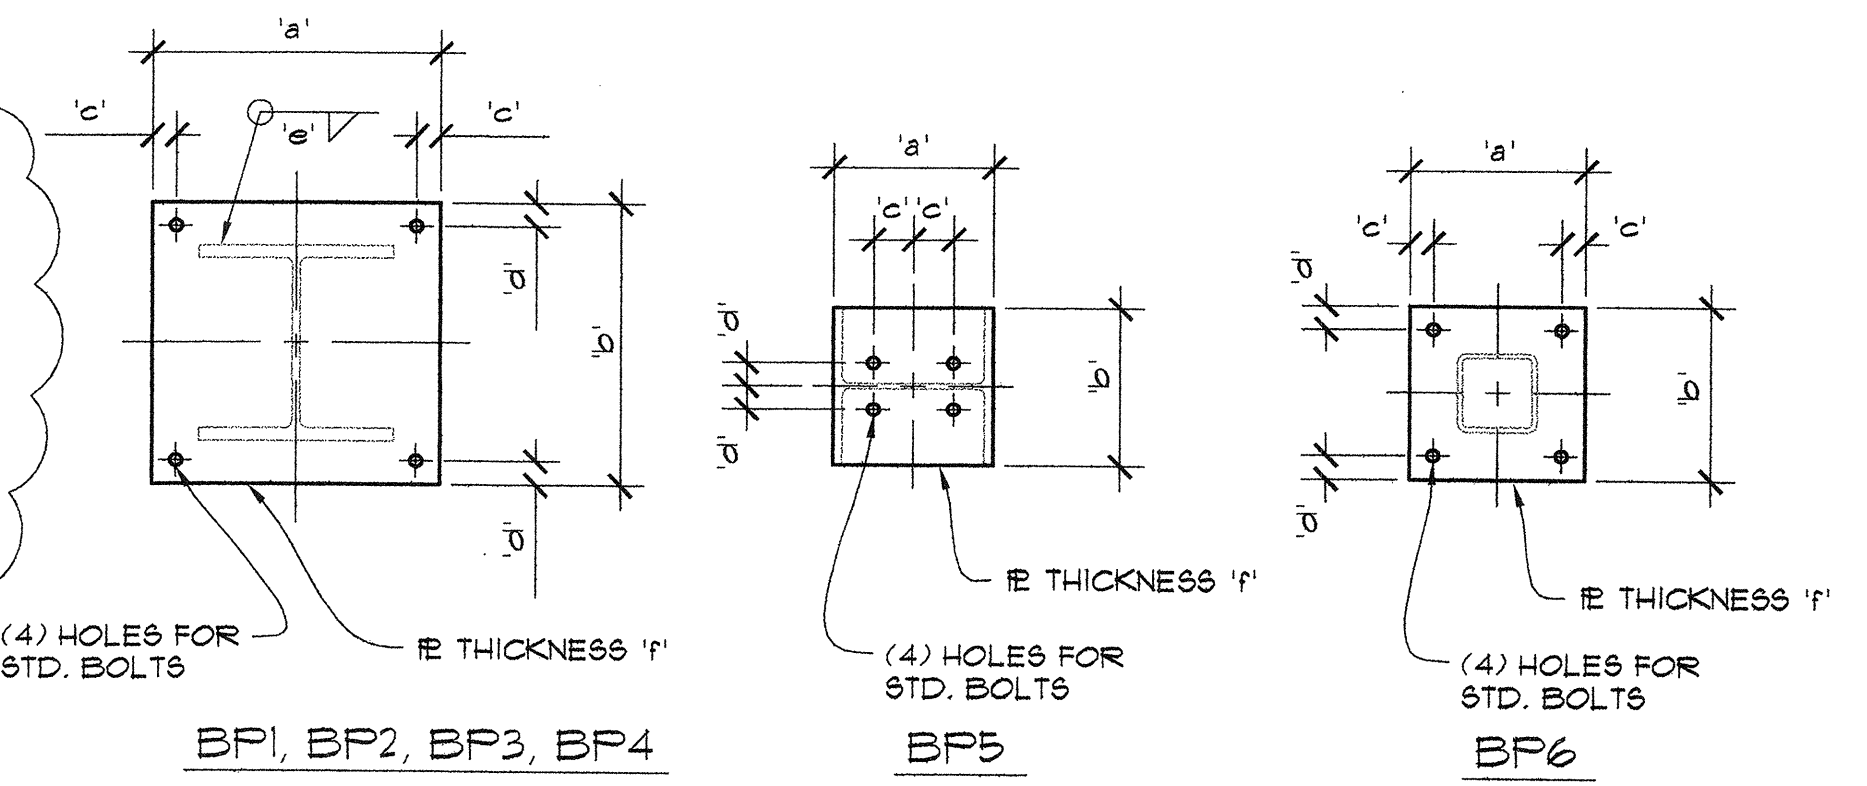 'a'
'c'
'e'
'c'
'd'
'b'
'd'
(4) HOLES FOR
STD. BOLTS
PL THICKNESS 'f'
BP1, BP2, BP3, BP4
'a'
'c' 'c'
'd'
'b'
'd'
PL THICKNESS 'f'
(4) HOLES FOR
STD. BOLTS
BP5
'a'
'c'
'c'
'd'
'b'
'd'
PL THICKNESS 'f'
(4) HOLES FOR
STD. BOLTS
BP6